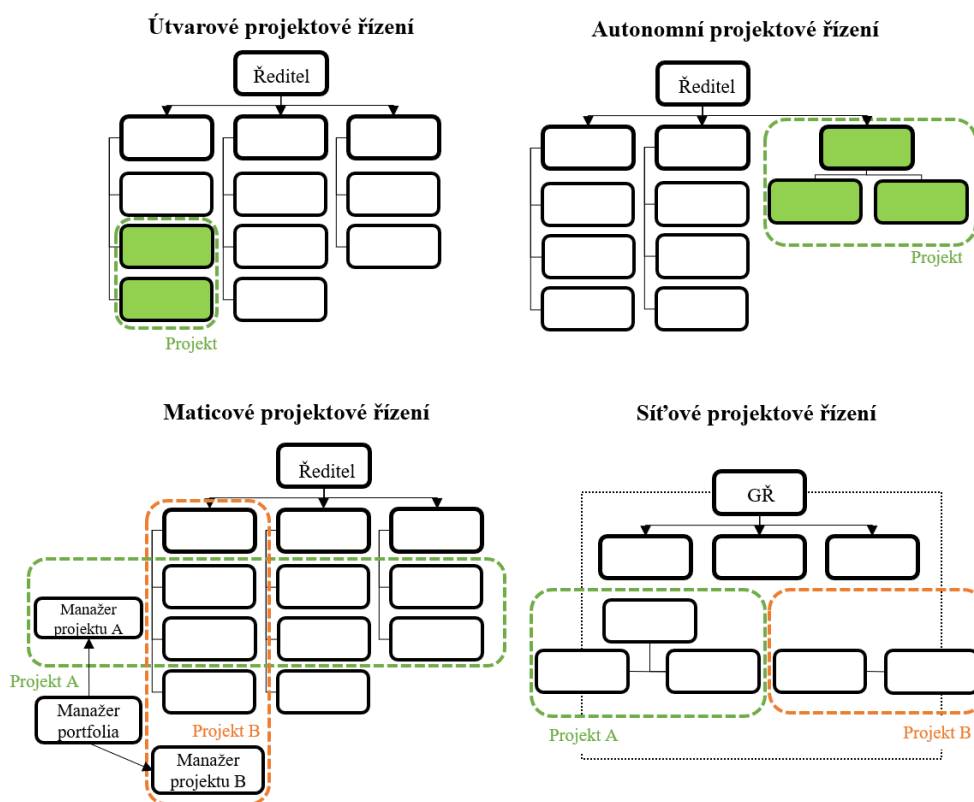 Útvarové projektové řízení
Ředitel
Projekt
Autonomní projektové řízení
Ředitel
Projekt
Maticové projektové řízení
Ředitel
Manažer
projektu A
Projekt A
Manažer
portfolia
Projekt B
Manažer
projektu B
Síťové projektové řízení
GŘ
Projekt A
Projekt B